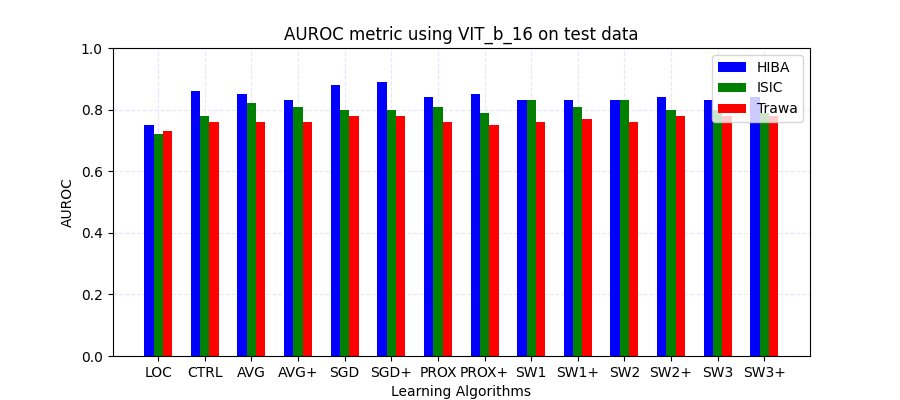 AUROC metric using VIT_b_16 on test data
1.0
0.8
0.6
0.4
0.2
0.0
AUROC
HIBA
ISIC
Trawa
LOC CTRL AVG AVG+ SGD SGD+ PROX PROX+ SW1 SW1+ SW2 SW2+ SW3 SW3+
Learning Algorithms